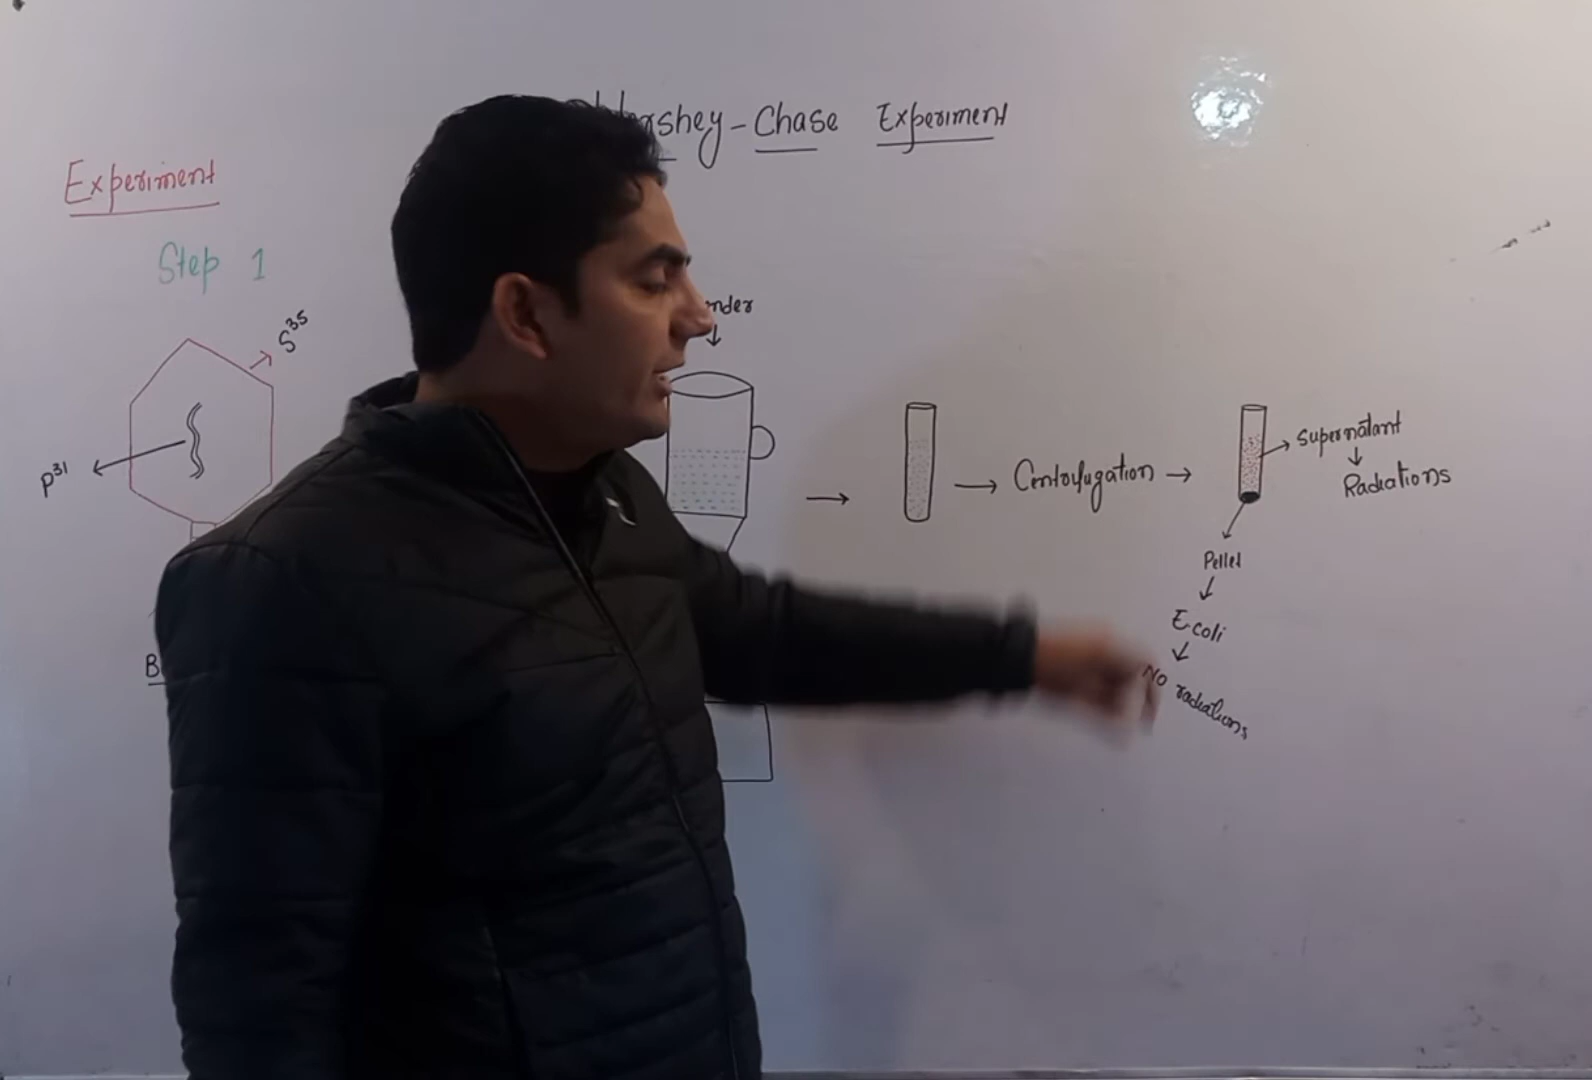 Hershey - Chase Experiment
Experiment
Step 1
S35
P31
Centrifugation
Supernatant
Radiations
Pellet
E.coli
No radiations